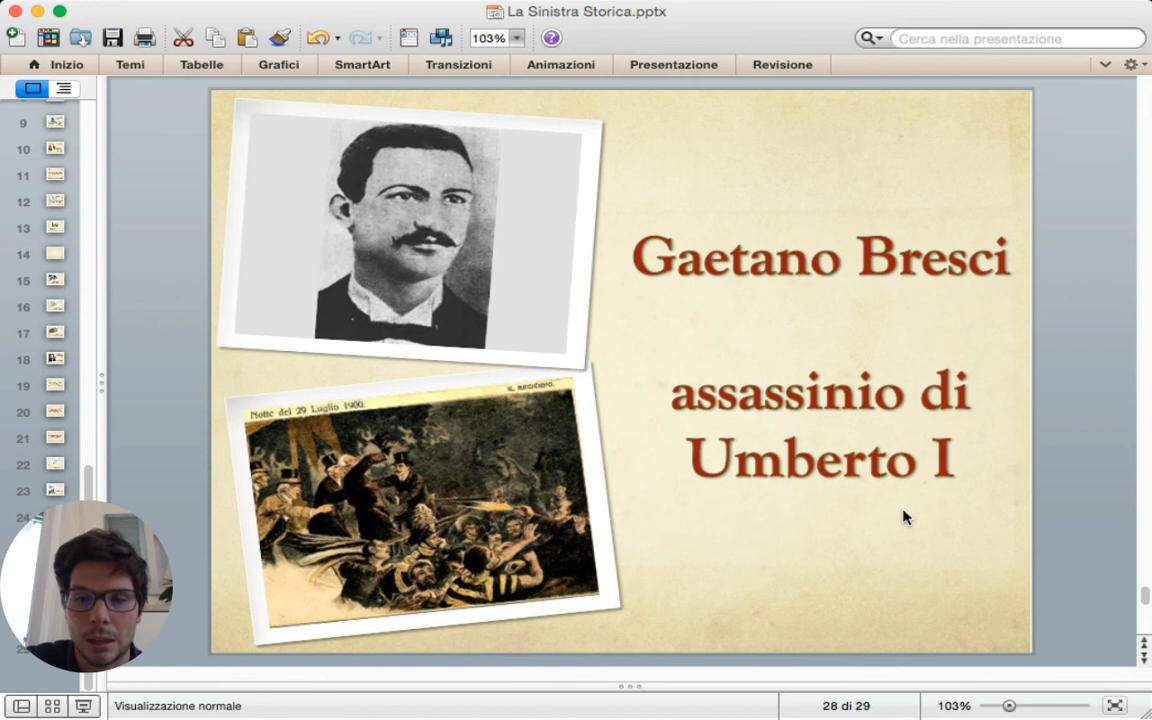 La Sinistra Storica.pptx
103%
Cerca nella presentazione
Inizio Temi Tabelle Grafici SmartArt Transizioni Animazioni Presentazione Revisione
9
10
11
12
13
14
15
16
17
18
19
20
21
22
23
24
Gaetano Bresci
assassinio di
Umberto I
IL REGICIDIO.
Notte del 29 Luglio 1900.
Visualizzazione normale
28 di 29
103%